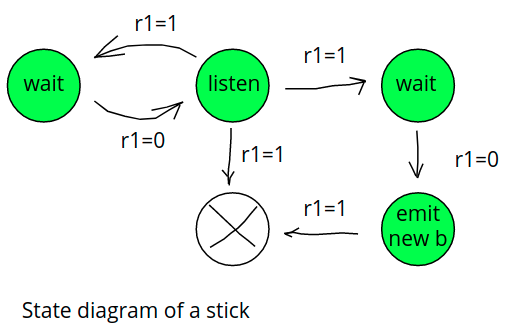 r1=1
r1=1
wait
listen
wait
r1=0
r1=1
r1=0
r1=1
emit
new b
State diagram of a stick